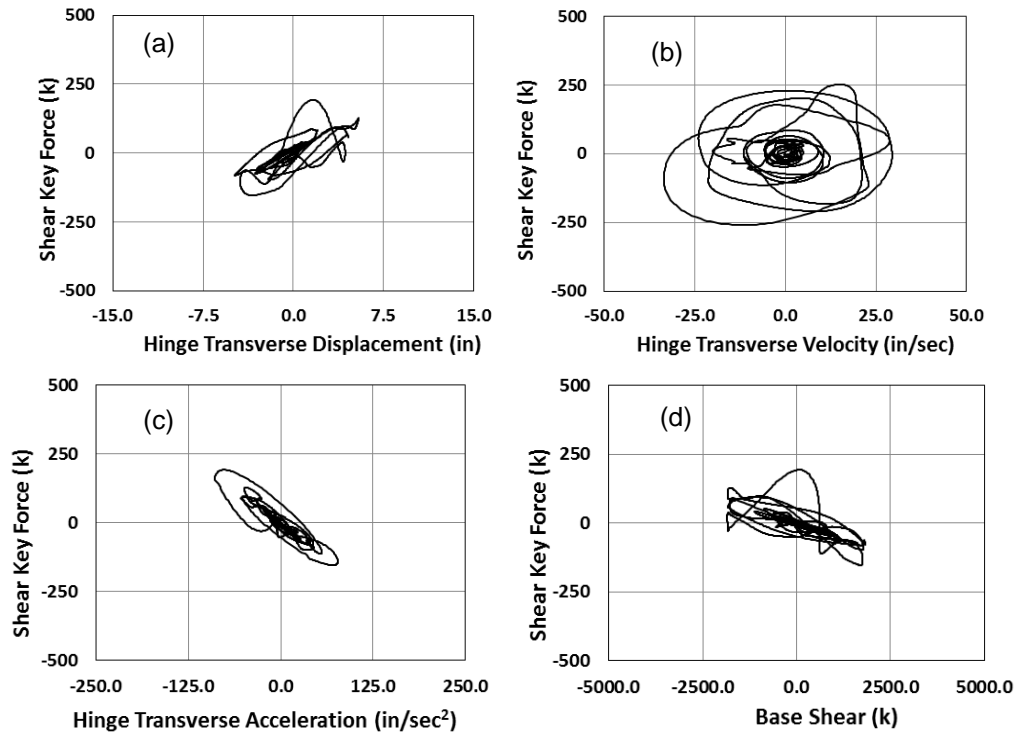 500
250
0
-250
-500
Shear Key Force (k)
(a)
-15.0 -7.5 0.0 7.5 15.0
Hinge Transverse Displacement (in)
500
250
0
-250
-500
Shear Key Force (k)
(b)
-50.0 -25.0 0.0 25.0 50.0
Hinge Transverse Velocity (in/sec)
500
250
0
-250
-500
Shear Key Force (k)
(c)
-250.0 -125.0 0.0 125.0 250.0
Hinge Transverse Acceleration (in/sec²)
500
250
0
-250
-500
Shear Key Force (k)
(d)
-5000.0 -2500.0 0.0 2500.0 5000.0
Base Shear (k)